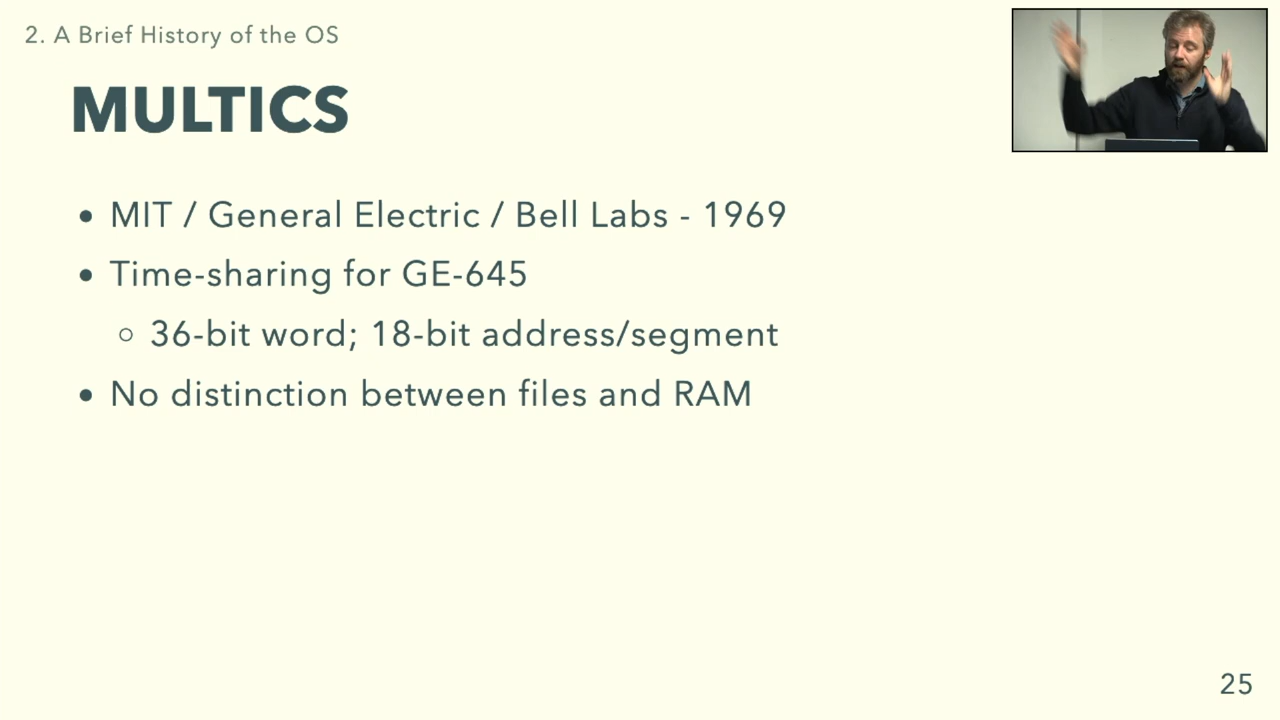 2. A Brief History of the OS
MULTICS
• MIT / General Electric / Bell Labs - 1969
• Time-sharing for GE-645
○ 36-bit word; 18-bit address/segment
• No distinction between files and RAM
25